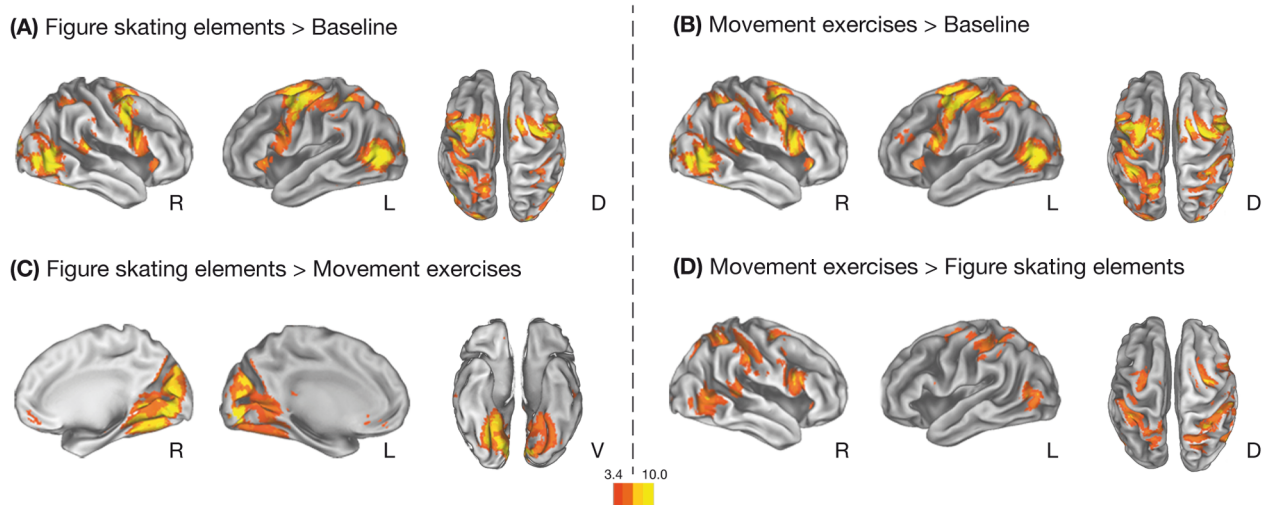 (A) Figure skating elements > Baseline
R
L
D
(B) Movement exercises > Baseline
R
L
D
(C) Figure skating elements > Movement exercises
R
L
V
(D) Movement exercises > Figure skating elements
R
L
D
3.4 10.0